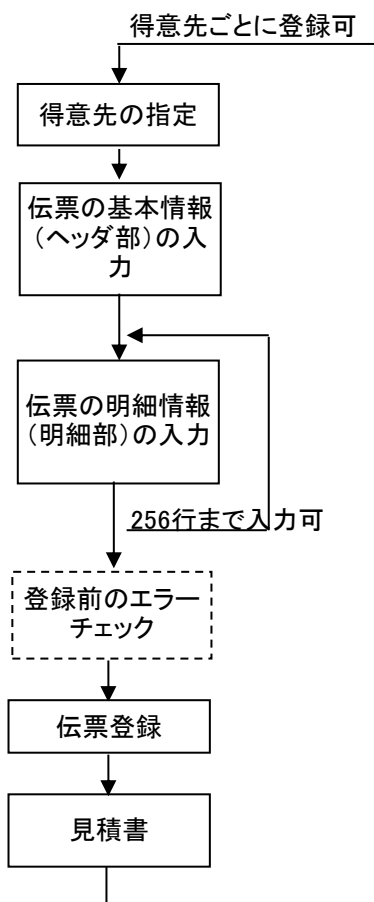 得意先ごとに登録可
得意先の指定
伝票の基本情報
（ヘッダ部）の入
力
伝票の明細情報
（明細部）の入力
256行まで入力可
登録前のエラー
チェック
伝票登録
見積書